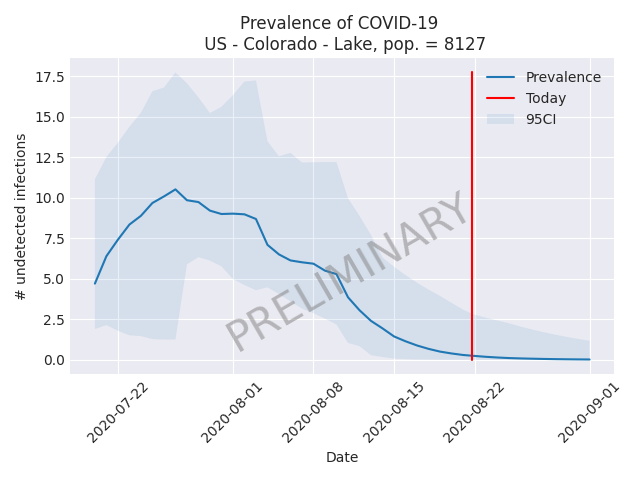 Prevalence of COVID-19
US - Colorado - Lake, pop. = 8127
17.5
15.0
12.5
10.0
7.5
5.0
2.5
0.0
# undetected infections
Prevalence
Today
95CI
PRELIMINARY
2020-07-22
2020-08-01
2020-08-08
2020-08-15
2020-08-22
2020-09-01
Date